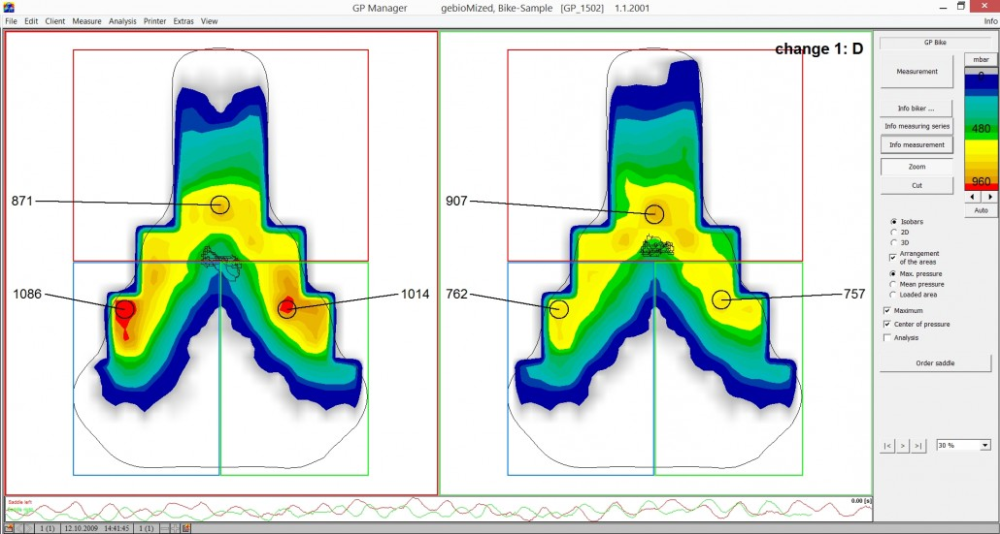 GP Manager gebioMized, Bike-Sample [GP_1502] 1.1.2001
File Edit Client Measure Analysis Printer Extras View Info
change 1: D
871
1086
1014
907
762
757
GP Bike
Measurement
Info biker ...
Info measuring series
Info measurement
Zoom
Cut
mbar
0
480
960
Auto
Isobars
2D
3D
Arrangement
of the areas
Max. pressure
Mean pressure
Loaded area
Maximum
Center of pressure
Analysis
Order saddle
|< > >| 30 %
Saddle left
Saddle right
0.00 [s]
1 (1) 12.10.2009 14:41:45 1 (1)